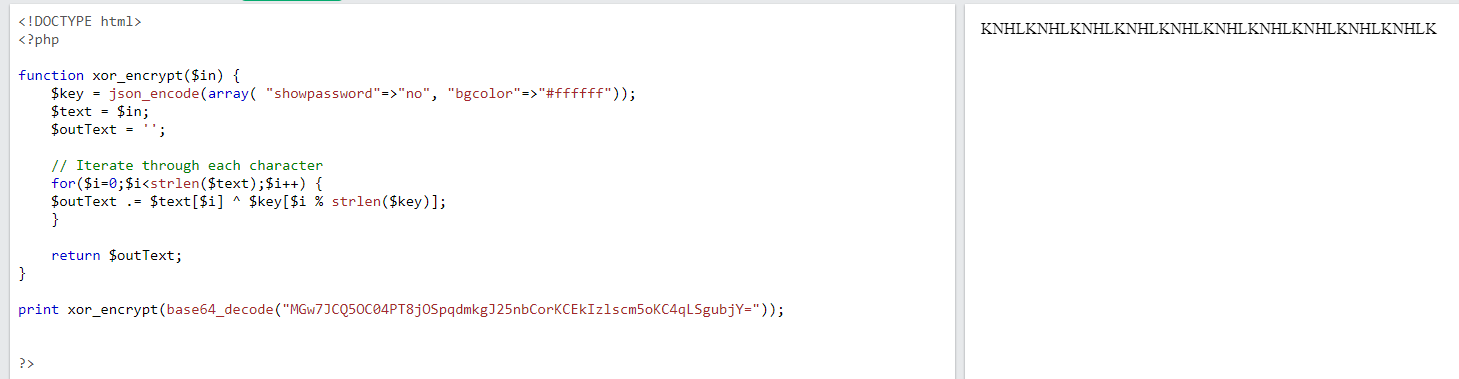 <!DOCTYPE html>
<?php
function xor_encrypt($in) {
$key = json_encode(array( "showpassword"=>"no", "bgcolor"=>"#ffffff"));
$text = $in;
$outText = '';
// Iterate through each character
for($i=0;$i<strlen($text);$i++) {
$outText .= $text[$i] ^ $key[$i % strlen($key)];
}
return $outText;
}
print xor_encrypt(base64_decode("MGw7JCQ5OC04PT8jOSpqdmkgJ25nbCorKCEkIzlscm5oKC4qLSgubjY="));
?>
KNHLKNHLKNHLKNHLKNHLKNHLKNHLKNHLKNHLKNHLK